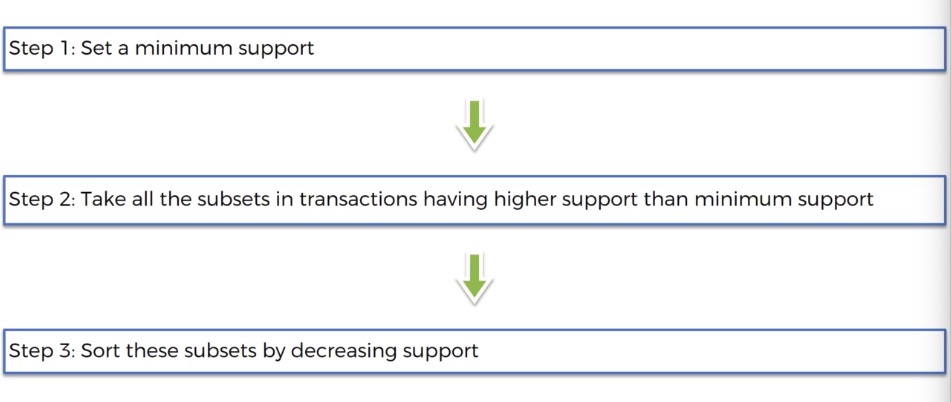 Step 1: Set a minimum support
Step 2: Take all the subsets in transactions having higher support than minimum support
Step 3: Sort these subsets by decreasing support